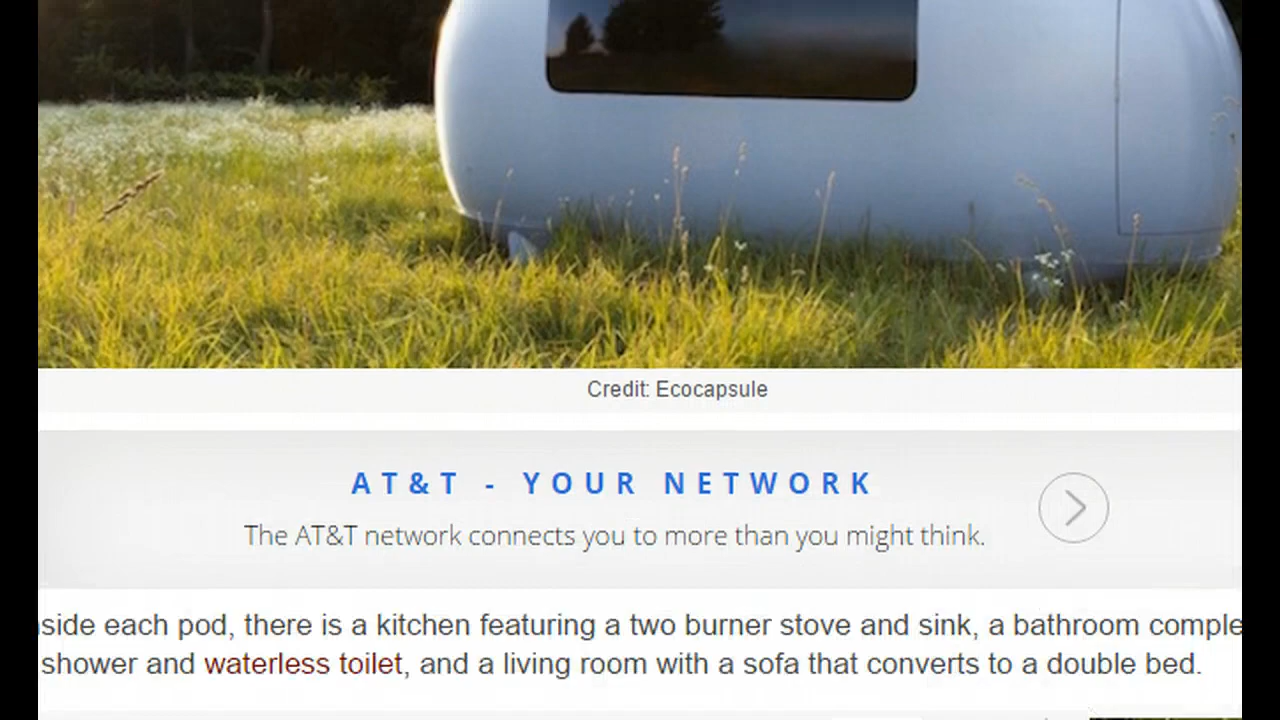 Credit: Ecocapsule
AT&T - YOUR NETWORK
The AT&T network connects you to more than you might think.
nside each pod, there is a kitchen featuring a two burner stove and sink, a bathroom comple
shower and waterless toilet, and a living room with a sofa that converts to a double bed.